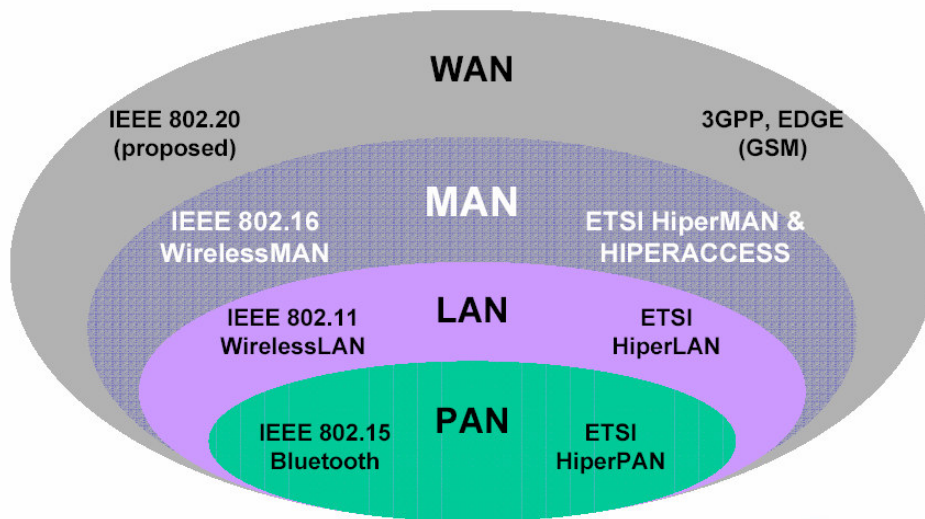 WAN
IEEE 802.20
(proposed)
3GPP, EDGE
(GSM)
MAN
IEEE 802.16
WirelessMAN
ETSI HiperMAN &
HIPERACCESS
LAN
IEEE 802.11
WirelessLAN
ETSI
HiperLAN
PAN
IEEE 802.15
Bluetooth
ETSI
HiperPAN